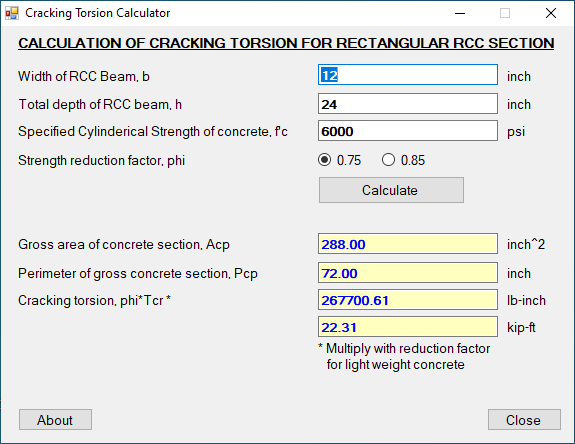 Cracking Torsion Calculator
CALCULATION OF CRACKING TORSION FOR RECTANGULAR RCC SECTION
Width of RCC Beam, b 12 inch
Total depth of RCC beam, h 24 inch
Specified Cylinderical Strength of concrete, f'c 6000 psi
Strength reduction factor, phi 0.75 0.85
Calculate
Gross area of concrete section, Acp 288.00 inch^2
Perimeter of gross concrete section, Pcp 72.00 inch
Cracking torsion, phi*Tcr * 267700.61 lb-inch
22.31 kip-ft
* Multiply with reduction factor
for light weight concrete
About Close